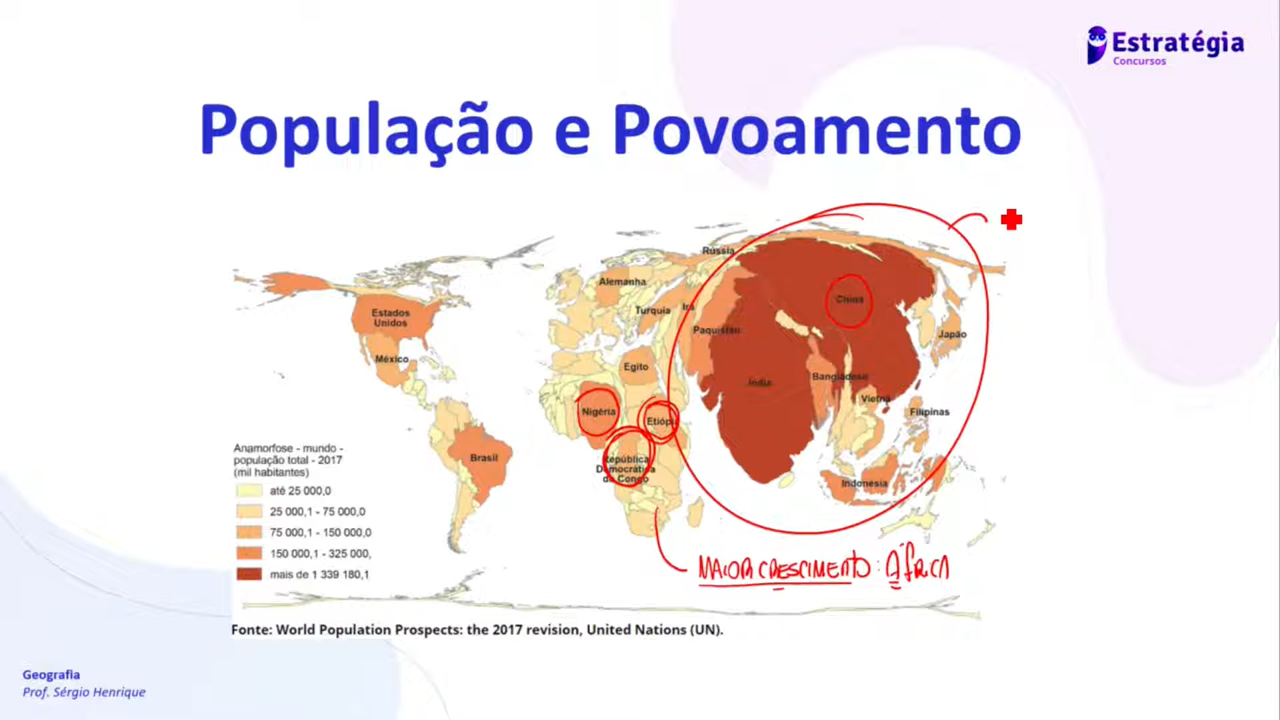 Estratégia
Concursos
População e Povoamento
Rússia
Alemanha
Estados
Unidos
Turquia
Irã
China
Paquistão
Japão
México
Egito
Índia
Bangladesh
Vietnã
Nigéria
Etiópia
Filipinas
Brasil
República
Democrática
do Congo
Indonésia
Anamorfose - mundo -
população total - 2017
(mil habitantes)
até 25 000,0
25 000,1 - 75 000,0
75 000,1 - 150 000,0
150 000,1 - 325 000,
mais de 1 339 180,1
MAIOR CRESCIMENTO: ÁFRICA
Fonte: World Population Prospects: the 2017 revision, United Nations (UN).
Geografia
Prof. Sérgio Henrique